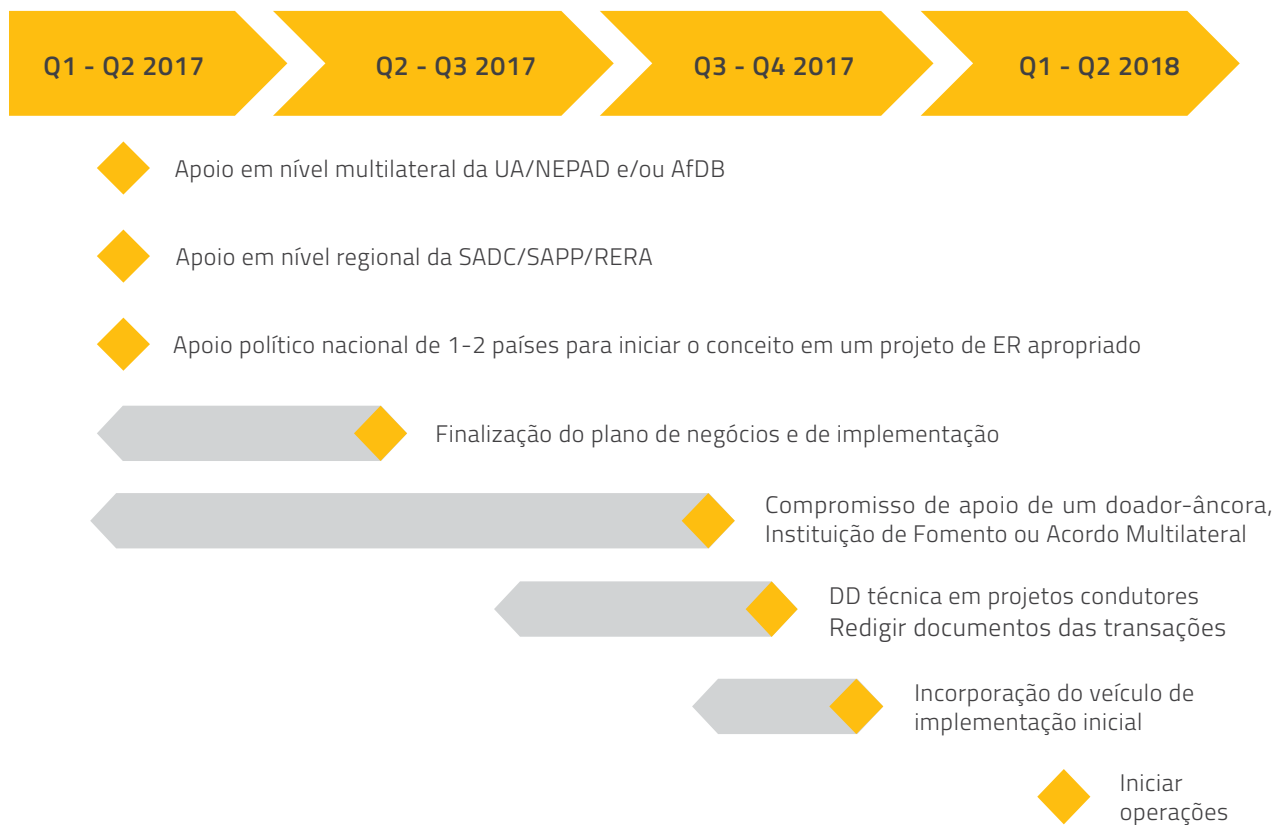 Q1 - Q2 2017
Q2 - Q3 2017
Q3 - Q4 2017
Q1 - Q2 2018
Apoio em nível multilateral da UA/NEPAD e/ou AfDB
Apoio em nível regional da SADC/SAPP/RERA
Apoio político nacional de 1-2 países para iniciar o conceito em um projeto de ER apropriado
Finalização do plano de negócios e de implementação
Compromisso de apoio de um doador-âncora,
Instituição de Fomento ou Acordo Multilateral
DD técnica em projetos condutores
Redigir documentos das transações
Incorporação do veículo de
implementação inicial
Iniciar
operações